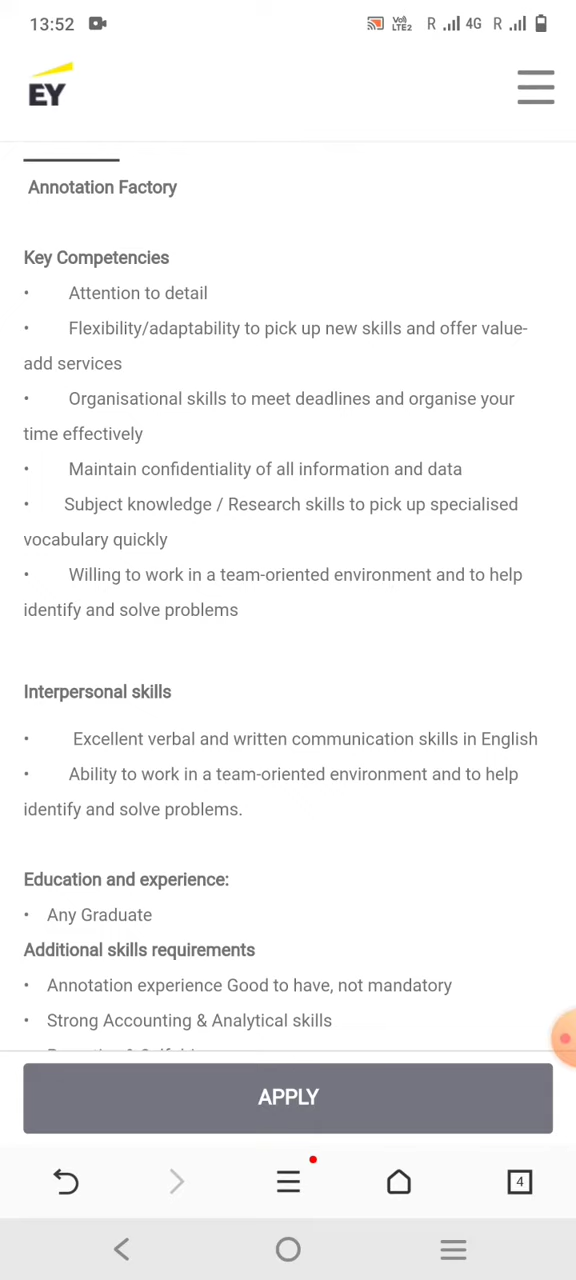 13:52
Vo)) LTE2 R 4G R
EY
Annotation Factory
Key Competencies
• Attention to detail
• Flexibility/adaptability to pick up new skills and offer value-
add services
• Organisational skills to meet deadlines and organise your
time effectively
• Maintain confidentiality of all information and data
• Subject knowledge / Research skills to pick up specialised
vocabulary quickly
• Willing to work in a team-oriented environment and to help
identify and solve problems
Interpersonal skills
• Excellent verbal and written communication skills in English
• Ability to work in a team-oriented environment and to help
identify and solve problems.
Education and experience:
• Any Graduate
Additional skills requirements
• Annotation experience Good to have, not mandatory
• Strong Accounting & Analytical skills
APPLY
4